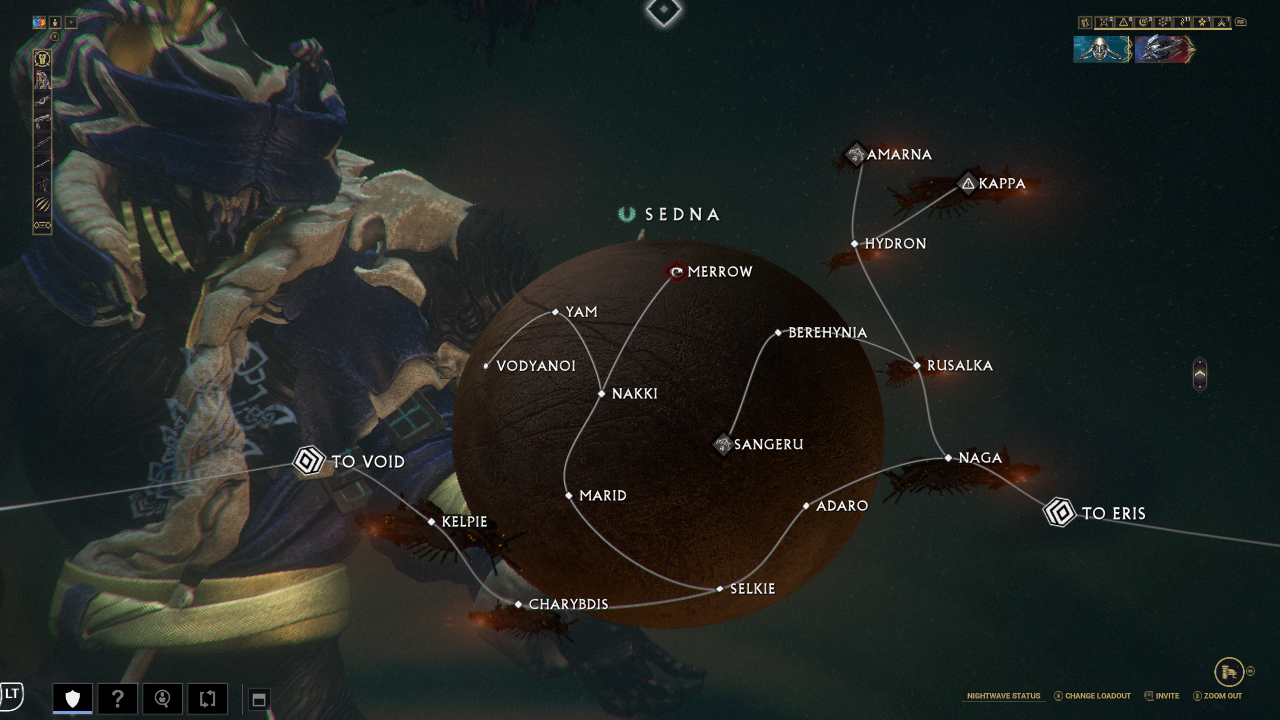 AMARNA
KAPPA
SEDNA
HYDRON
MERROW
YAM
BEREHYNIA
VODYANOI
RUSALKA
NAKKI
SANGERU
TO VOID
NAGA
MARID
ADARO
TO ERIS
KELPIE
SELKIE
CHARYBDIS
LT
?
NIGHTWAVE STATUS
CHANGE LOADOUT
INVITE
ZOOM OUT